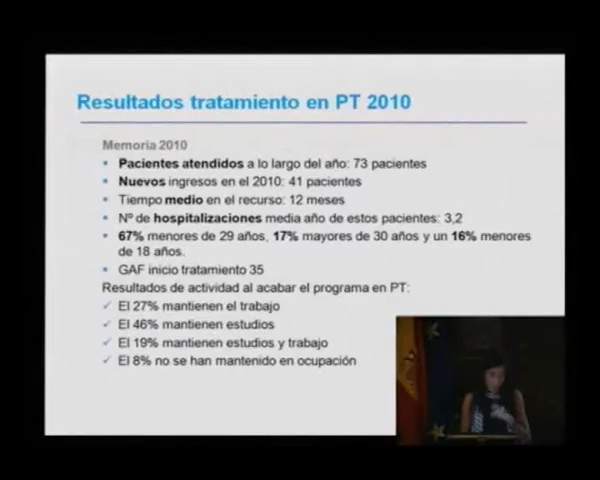 Resultados tratamiento en PT 2010
Memoria 2010
Pacientes atendidos a lo largo del año: 73 pacientes
Nuevos ingresos en el 2010: 41 pacientes
Tiempo medio en el recurso: 12 meses
Nº de hospitalizaciones media año de estos pacientes: 3,2
67% menores de 29 años, 17% mayores de 30 años y un 16% menores
de 18 años.
GAF inicio tratamiento 35
Resultados de actividad al acabar el programa en PT:
✓ El 27% mantienen el trabajo
✓ El 46% mantienen estudios
✓ El 19% mantienen estudios y trabajo
✓ El 8% no se han mantenido en ocupación